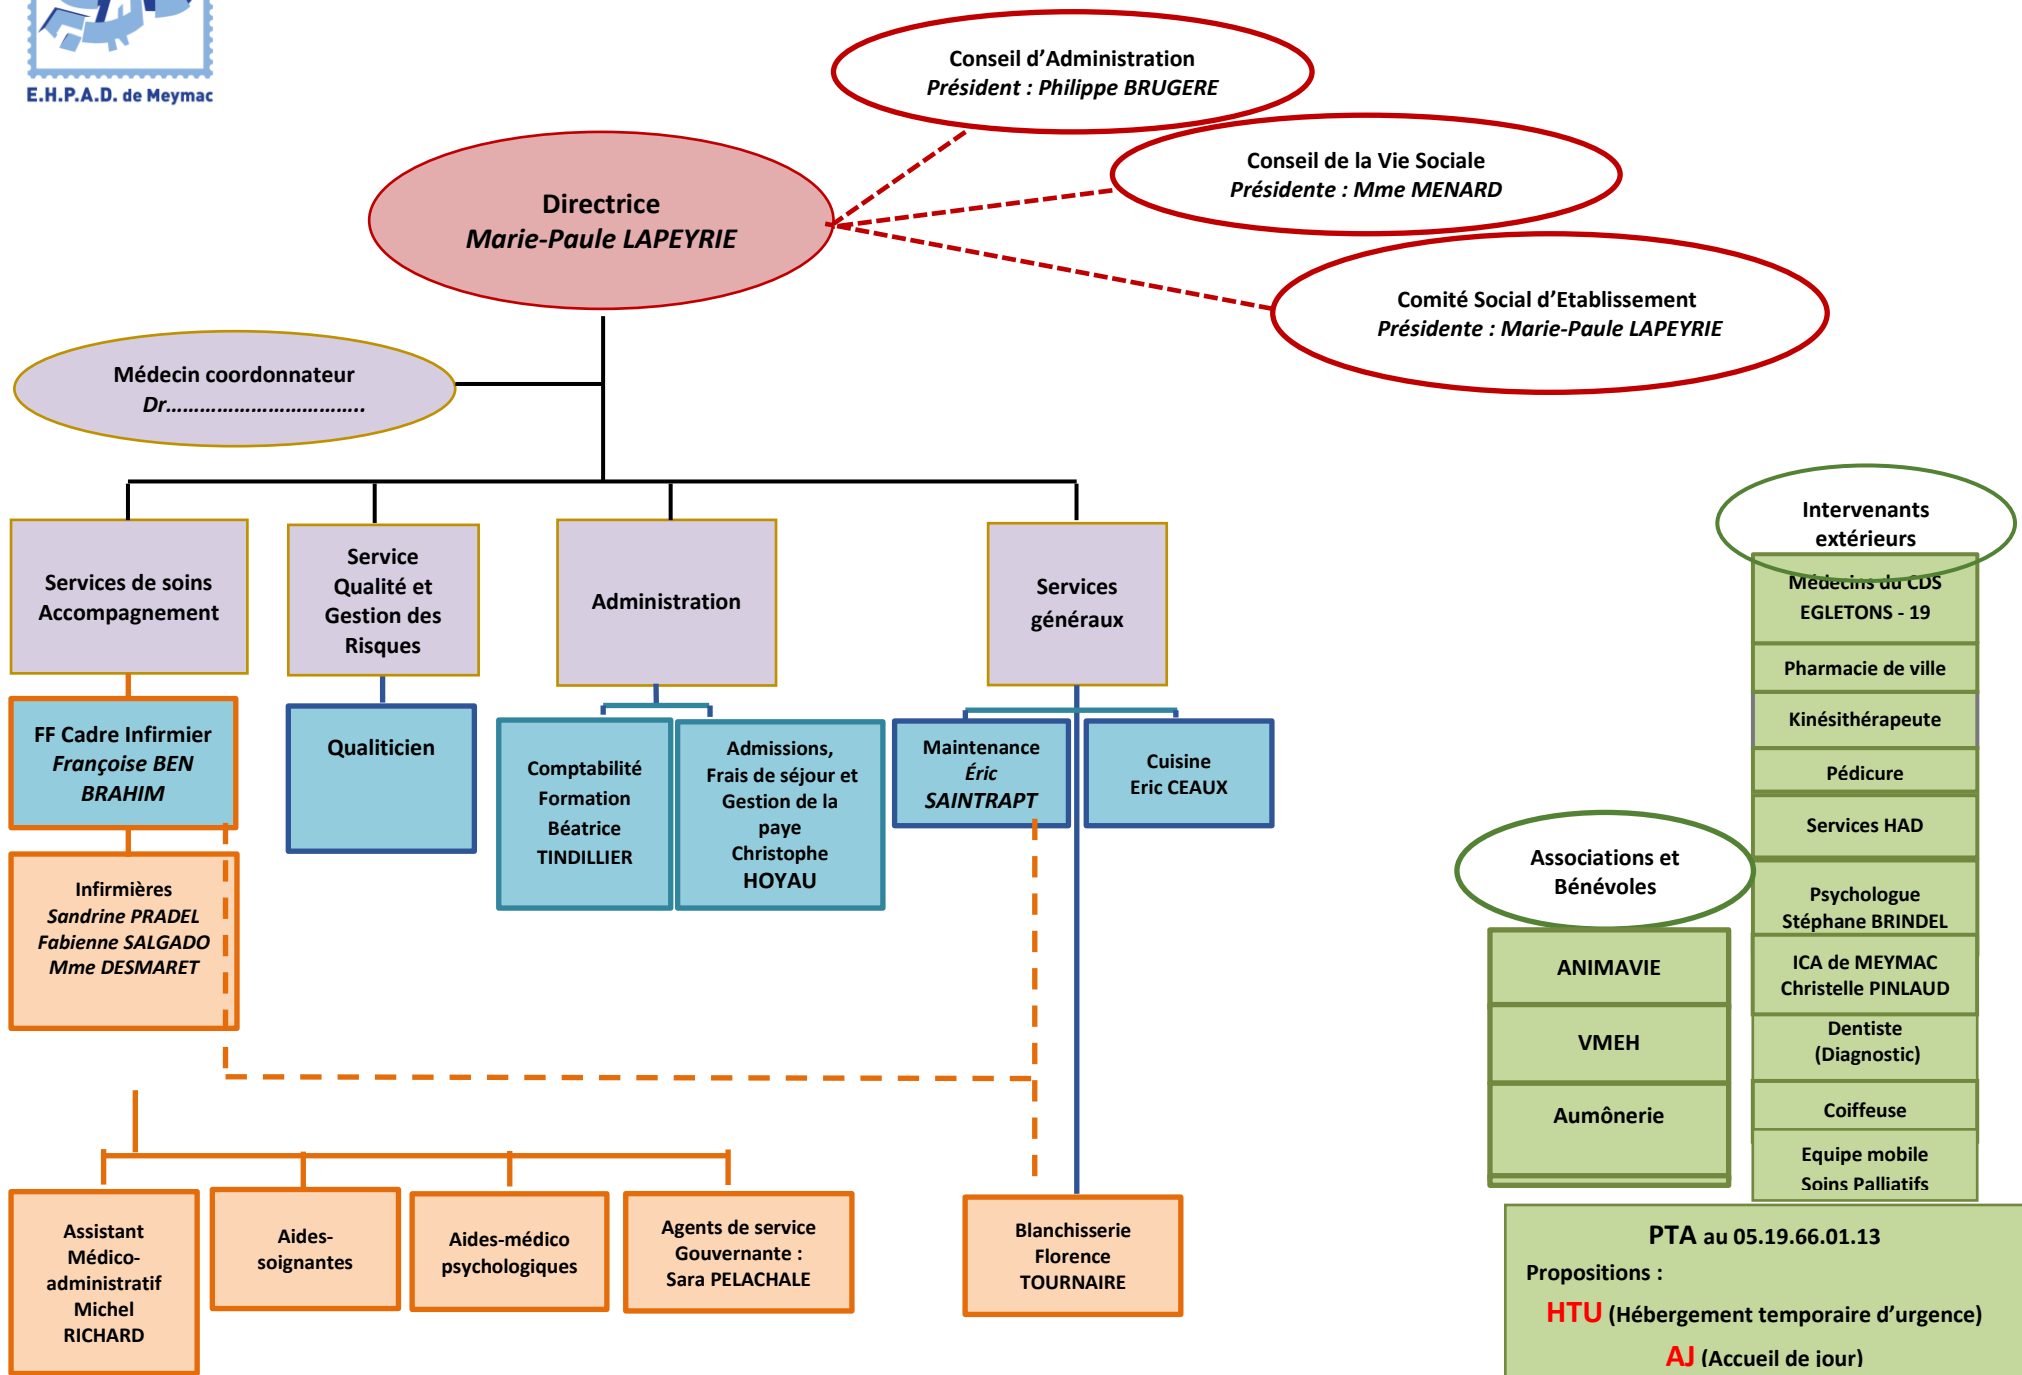 E.H.P.A.D. de Meymac
Conseil d'Administration
Président : Philippe BRUGERE
Conseil de la Vie Sociale
Présidente : Mme MENARD
Directrice
Marie-Paule LAPEYRIE
Comité Social d'Etablissement
Présidente : Marie-Paule LAPEYRIE
Médecin coordonnateur
Dr……………………………..
Services de soins
Accompagnement
Service
Qualité et
Gestion des
Risques
Administration
Services
généraux
FF Cadre Infirmier
Françoise BEN
BRAHIM
Qualiticien
Comptabilité
Formation
Béatrice
TINDILLIER
Admissions,
Frais de séjour et
Gestion de la
paye
Christophe
HOYAU
Maintenance
Éric
SAINTRAPT
Cuisine
Eric CEAUX
Infirmières
Sandrine PRADEL
Fabienne SALGADO
Mme DESMARET
Assistant
Médico-
administratif
Michel
RICHARD
Aides-
soignantes
Aides-médico
psychologiques
Agents de service
Gouvernante :
Sara PELACHALE
Blanchisserie
Florence
TOURNAIRE
Associations et
Bénévoles
ANIMAVIE
VMEH
Aumônerie
Intervenants
extérieurs
Médecins du CDS
EGLETONS - 19
Pharmacie de ville
Kinésithérapeute
Pédicure
Services HAD
Psychologue
Stéphane BRINDEL
ICA de MEYMAC
Christelle PINLAUD
Dentiste
(Diagnostic)
Coiffeuse
Equipe mobile
Soins Palliatifs
PTA au 05.19.66.01.13
Propositions :
HTU (Hébergement temporaire d'urgence)
AJ (Accueil de jour)